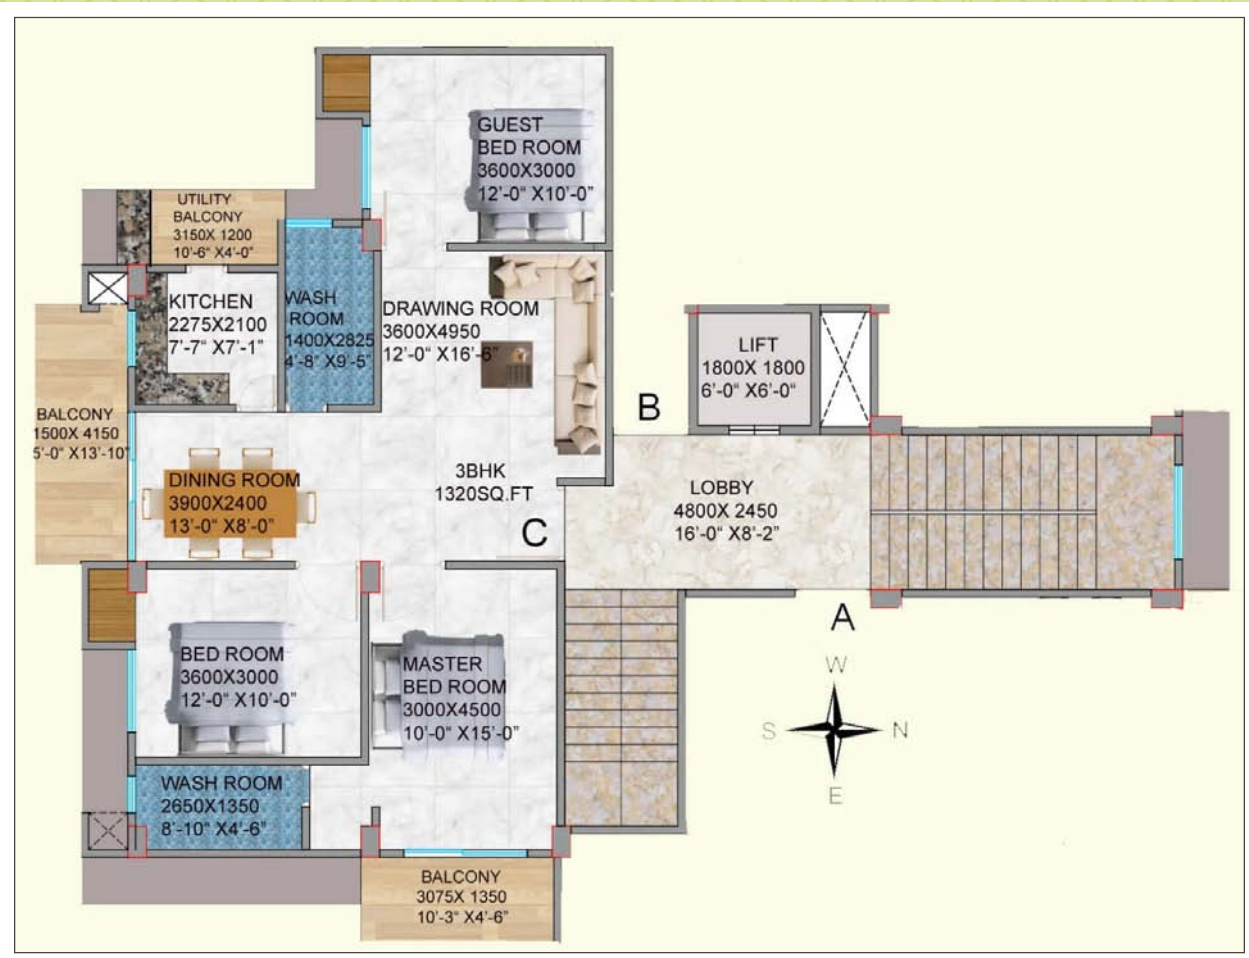 GUEST
BED ROOM
3600X3000
12'-0“ X10'-0”
UTILITY
BALCONY
3150X 1200
10'-6“ X4'-0”
KITCHEN
2275X2100
7'-7“ X7'-1”
WASH
ROOM
1400X2825
4'-8“ X9'-5”
DRAWING ROOM
3600X4950
12'-0“ X16'-6”
LIFT
1800X 1800
6'-0“X6'-0“
BALCONY
1500X 4150
5'-0“ X13'-10”
B
DINING ROOM
3900X2400
13'-0“ X8'-0”
3BHK
1320SQ.FT
C
LOBBY
4800X 2450
16'-0“ X8'-2”
A
BED ROOM
3600X3000
12'-0“ X10'-0”
MASTER
BED ROOM
3000X4500
10'-0“ X15'-0”
W
S
N
E
WASH ROOM
2650X1350
8'-10“ X4'-6”
BALCONY
3075X 1350
10'-3“ X4'-6”